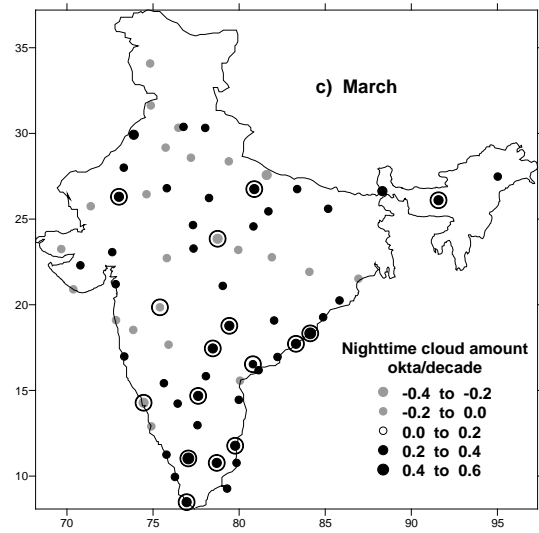 c) March
35
30
25
20
15
10
Nighttime cloud amount
okta/decade
-0.4 to -0.2
-0.2 to 0.0
0.0 to 0.2
0.2 to 0.4
0.4 to 0.6
70 75 80 85 90 95